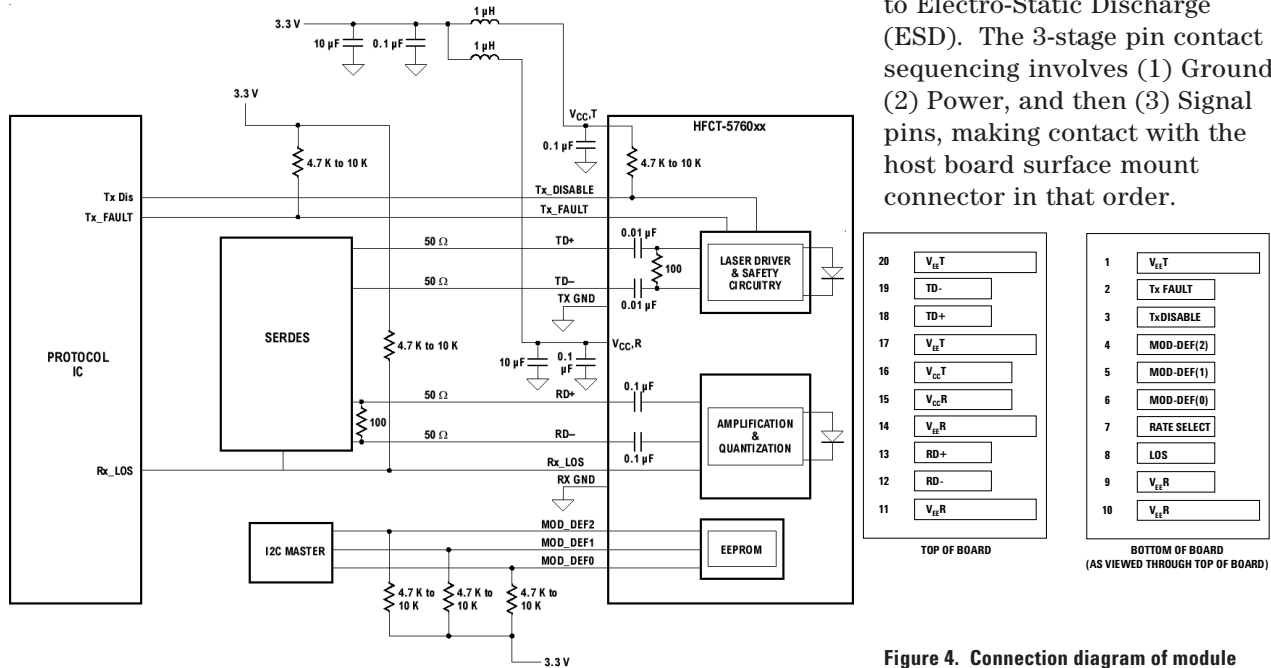 to Electro-Static Discharge
(ESD). The 3-stage pin contact
sequencing involves (1) Ground
(2) Power, and then (3) Signal
pins, making contact with the
host board surface mount
connector in that order.
1 µH
3.3 V
10 µF
0.1 µF
1 µH
3.3 V
4.7 K to 10 K
VCC,T
0.1 µF
HFCT-5760xx
4.7 K to 10 K
Tx Dis
Tx_DISABLE
Tx_FAULT
Tx_FAULT
0.01 µF
50 Ω
TD+
100
LASER DRIVER
& SAFETY
CIRCUITRY
50 Ω
TD–
0.01 µF
TX GND
SERDES
PROTOCOL
IC
4.7 K to 10 K
VCC,R
10 µF
0.1
µF
0.1 µF
50 Ω
RD+
100
AMPLIFICATION
&
QUANTIZATION
50 Ω
RD–
0.1 µF
Rx_LOS
Rx_LOS
RX GND
I2C MASTER
MOD_DEF2
MOD_DEF1
MOD_DEF0
EEPROM
4.7 K to
10 K
4.7 K to
10 K
4.7 K to
10 K
3.3 V
20 VEET
19 TD-
18 TD+
17 VEET
16 VCCT
15 VCCR
14 VEER
13 RD+
12 RD-
11 VEER
TOP OF BOARD
1 VEET
2 Tx FAULT
3 TxDISABLE
4 MOD-DEF(2)
5 MOD-DEF(1)
6 MOD-DEF(0)
7 RATE SELECT
8 LOS
9 VEER
10 VEER
BOTTOM OF BOARD
(AS VIEWED THROUGH TOP OF BOARD)
Figure 4. Connection diagram of module